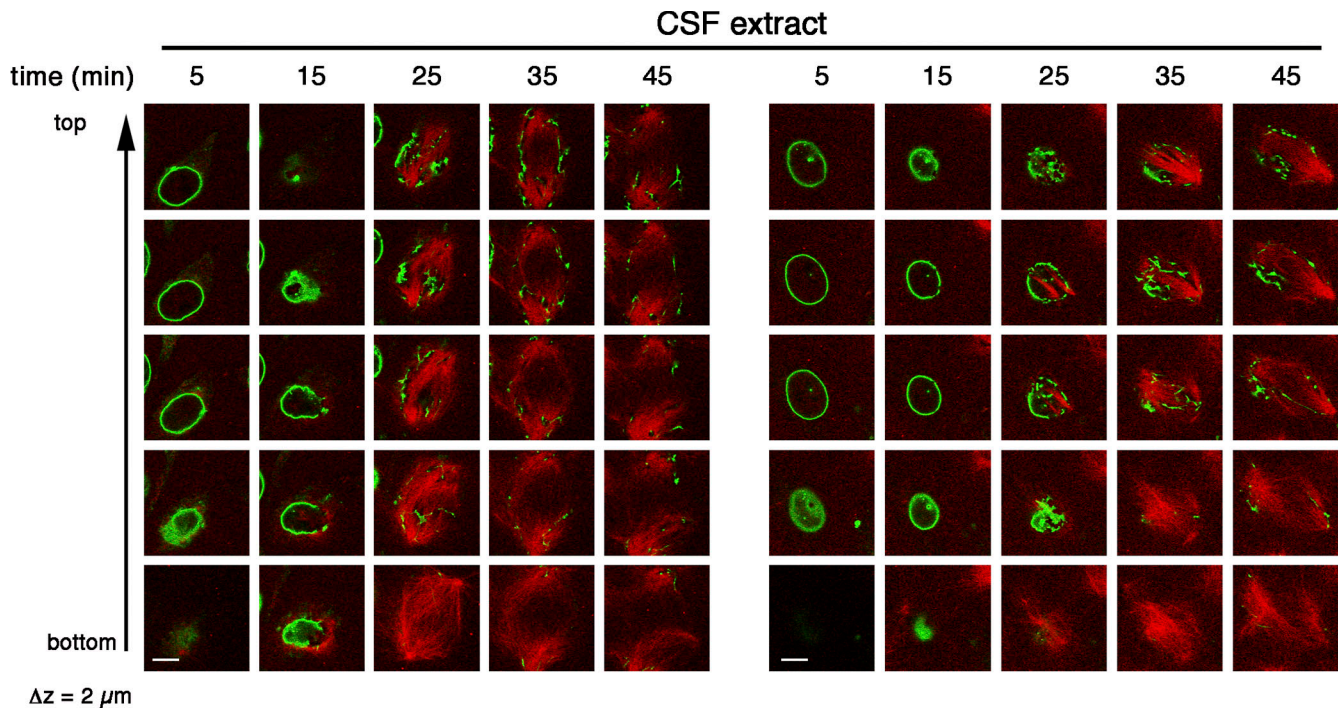 CSF extract
time (min) 5 15 25 35 45 5 15 25 35 45
top
bottom
Δz = 2 µm